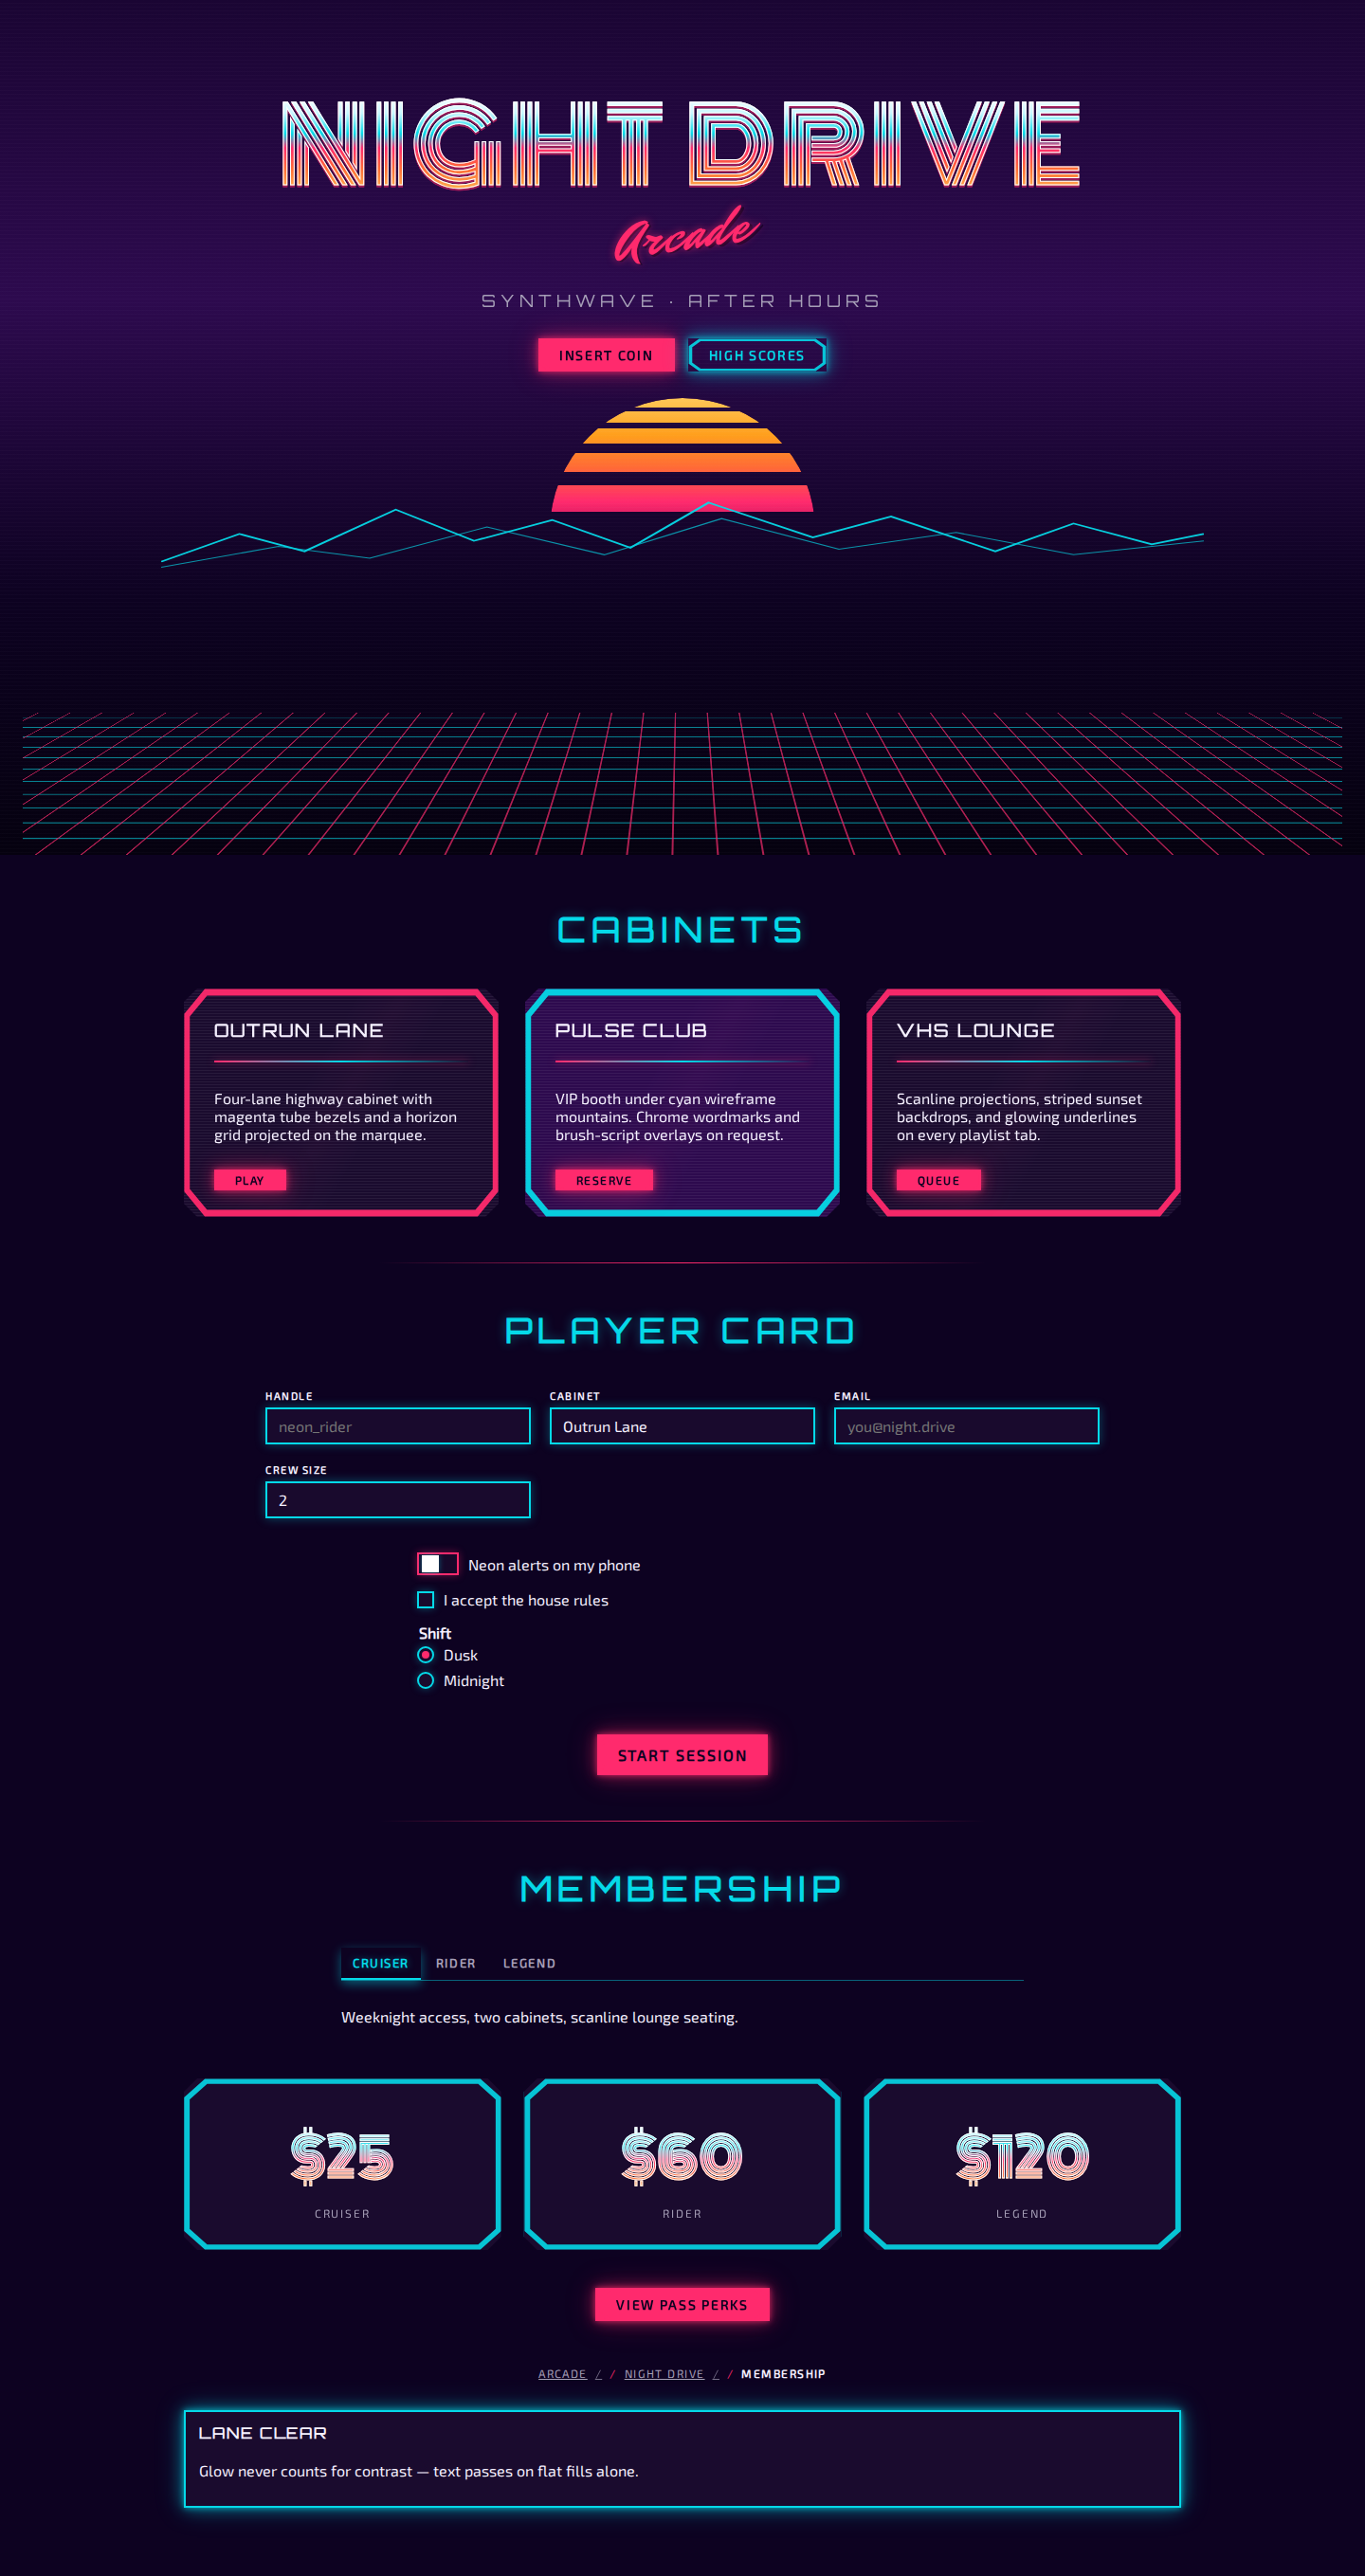 NIGHT DRIVE
Arcade
SYNTHWAVE · AFTER HOURS
INSERT COIN
HIGH SCORES
CABINETS
OUTRUN LANE
Four-lane highway cabinet with
magenta tube bezels and a horizon
grid projected on the marquee.
PLAY
PULSE CLUB
VIP booth under cyan wireframe
mountains. Chrome wordmarks and
brush-script overlays on request.
RESERVE
VHS LOUNGE
Scanline projections, striped sunset
backdrops, and glowing underlines
on every playlist tab.
QUEUE
PLAYER CARD
HANDLE
neon_rider
CABINET
Outrun Lane
EMAIL
you@night.drive
CREW SIZE
2
Neon alerts on my phone
I accept the house rules
Shift
Dusk
Midnight
START SESSION
MEMBERSHIP
CRUISER
RIDER
LEGEND
Weeknight access, two cabinets, scanline lounge seating.
$25
CRUISER
$60
RIDER
$120
LEGEND
VIEW PASS PERKS
ARCADE / / NIGHT DRIVE / / MEMBERSHIP
LANE CLEAR
Glow never counts for contrast — text passes on flat fills alone.